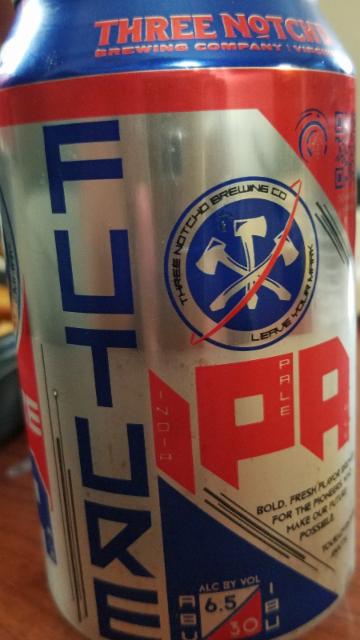 THREE NOTCH'D
BREWING COMPANY | VIRGINIA
FUTURE
THREE NOTCH'D BREWING CO
LEAVE YOUR MARK
INDIA
PALE
IPA
BOLD, FRESH FLAVOR
FOR THE PIONEERS
MAKE OUR FUTURE
POSSIBLE.
ALC BY VOL
ABV 6.5
30 IBU